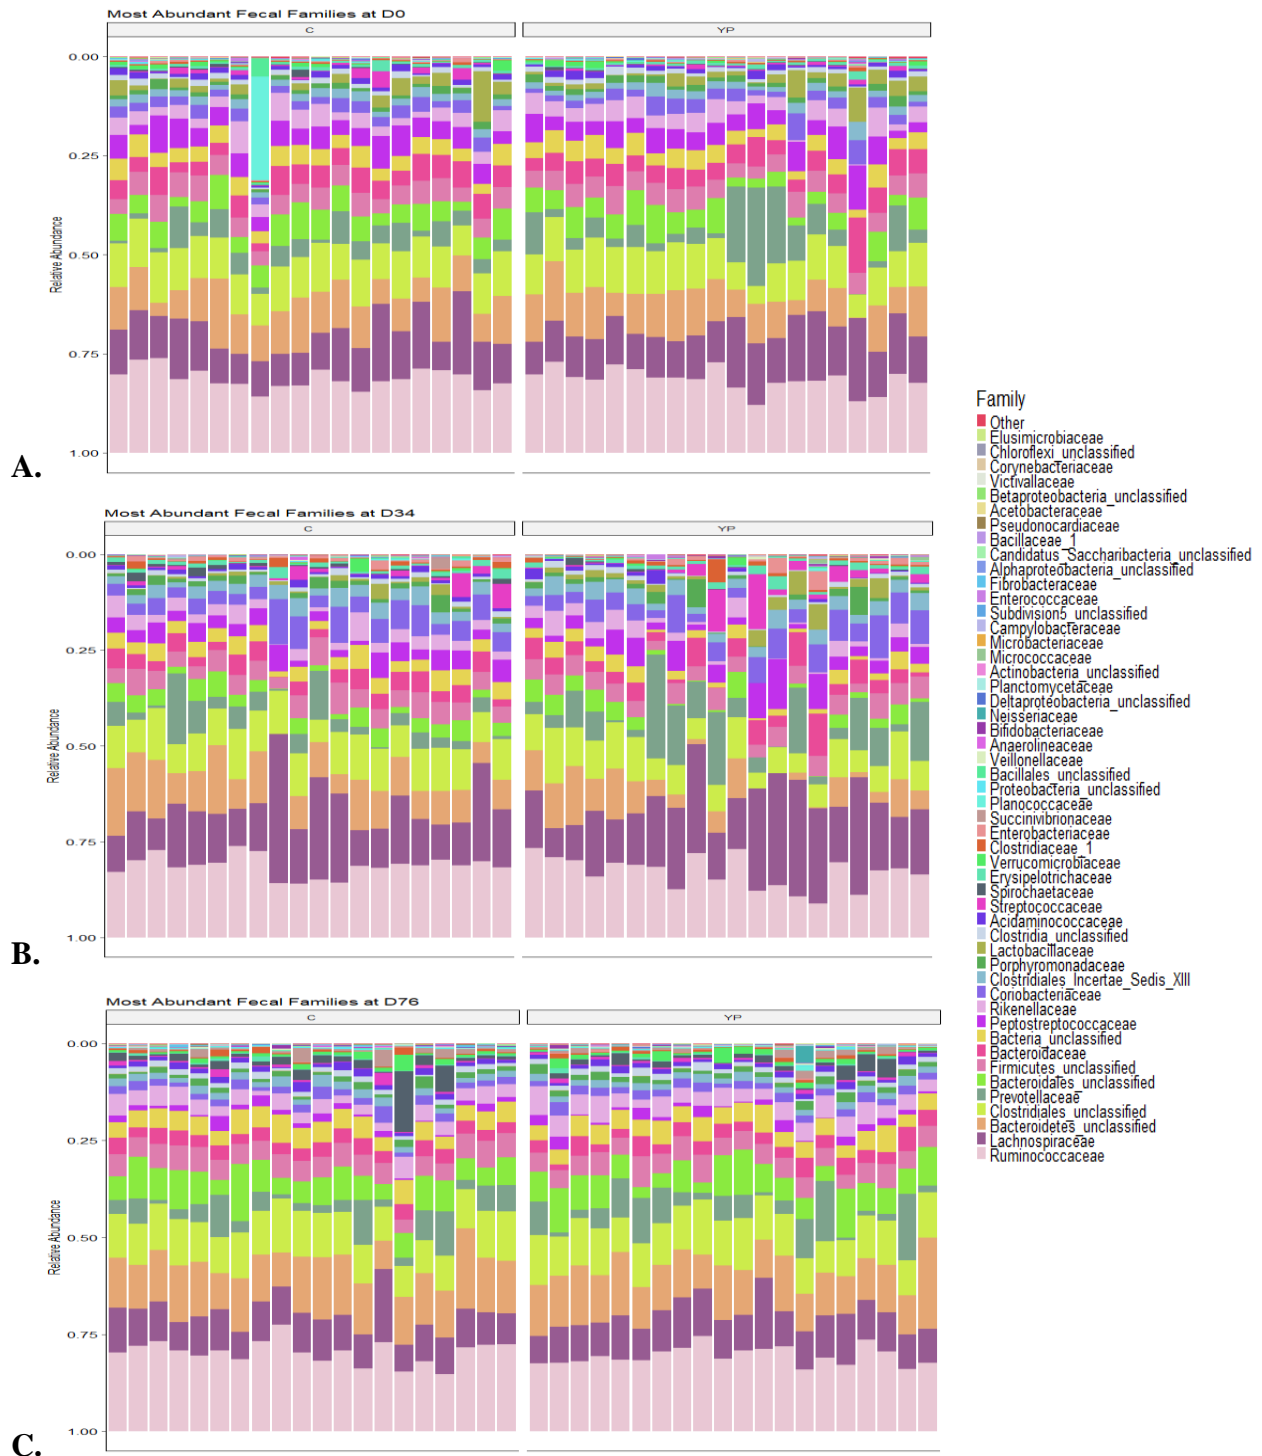 Most Abundant Fecal Families at D0
C
YP
0.00
0.25
0.50
0.75
1.00
Relative Abundance
A.
Most Abundant Fecal Families at D34
C
YP
0.00
0.25
0.50
0.75
1.00
Relative Abundance
B.
Most Abundant Fecal Families at D76
C
YP
0.00
0.25
0.50
0.75
1.00
Relative Abundance
C.
Family
Other
Elusimicrobiaceae
Chloroflexi_unclassified
Corynebacteriaceae
Victivallaceae
Betaproteobacteria_unclassified
Acetobacteraceae
Pseudonocardiaceae
Bacillaceae_1
Candidatus_Saccharibacteria_unclassified
Alphaproteobacteria_unclassified
Fibrobacteraceae
Enterococcaceae
Subdivision5_unclassified
Campylobacteraceae
Microbacteriaceae
Micrococcaceae
Actinobacteria_unclassified
Planctomycetaceae
Deltaproteobacteria_unclassified
Neisseriaceae
Bifidobacteriaceae
Anaerolineaceae
Veillonellaceae
Bacillales_unclassified
Proteobacteria_unclassified
Planococcaceae
Succinivibrionaceae
Enterobacteriaceae
Clostridiaceae_1
Verrucomicrobiaceae
Erysipelotrichaceae
Spirochaetaceae
Streptococcaceae
Acidaminococcaceae
Clostridia_unclassified
Lactobacillaceae
Porphyromonadaceae
Clostridiales_Incertae_Sedis_XIII
Coriobacteriaceae
Rikenellaceae
Peptostreptococcaceae
Bacteria_unclassified
Bacteroidaceae
Firmicutes_unclassified
Bacteroidales_unclassified
Prevotellaceae
Clostridiales_unclassified
Bacteroidetes_unclassified
Lachnospiraceae
Ruminococcaceae